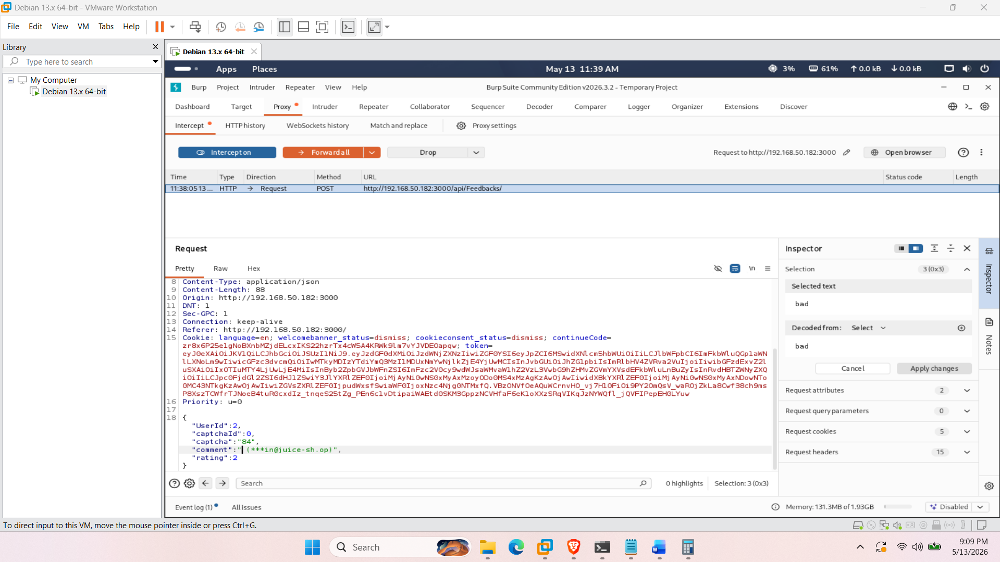 Debian 13.x 64-bit - VMware Workstation
File Edit View VM Tabs Help
Library
Type here to search
My Computer
Debian 13.x 64-bit
Debian 13.x 64-bit
Apps Places May 13 11:39 AM 3% 61% 0.0 kB 0.0 kB
Burp Project Intruder Repeater View Help Burp Suite Community Edition v2026.3.2 - Temporary Project
Dashboard Target Proxy Intruder Repeater Collaborator Sequencer Decoder Comparer Logger Organizer Extensions Discover
Intercept HTTP history WebSockets history Match and replace Proxy settings
Intercept on Forward all Drop Request to http://192.168.50.182:3000 Open browser
Time Type Direction Method URL Status code Length
11:38:05 13 ... HTTP → Request POST http://192.168.50.182:3000/api/Feedbacks/
Request
Pretty Raw Hex \n
8 Content-Type: application/json
9 Content-Length: 88
10 Origin: http://192.168.50.182:3000
11 DNT: 1
12 Sec-GPC: 1
13 Connection: keep-alive
14 Referer: http://192.168.50.182:3000/
15 Cookie: language=en; welcomebanner_status=dismiss; cookieconsent_status=dismiss; continueCode=
token=
16 Priority: u=0
17
18 {
"UserId":2,
"captchaId":0,
"captcha":"84",
"comment":" (***in@juice-sh.op)",
"rating":2
}
Search 0 highlights Selection: 3 (0x3)
Inspector
Selection 3 (0x3)
Selected text
bad
Decoded from: Select
bad
Cancel Apply changes
Request attributes 2
Request query parameters 0
Request cookies 5
Request headers 15
Inspector
Notes
Event log (1) All issues Memory: 131.3MB of 1.93GB Disabled
To direct input to this VM, move the mouse pointer inside or press Ctrl+G.
Search
9:09 PM
5/13/2026